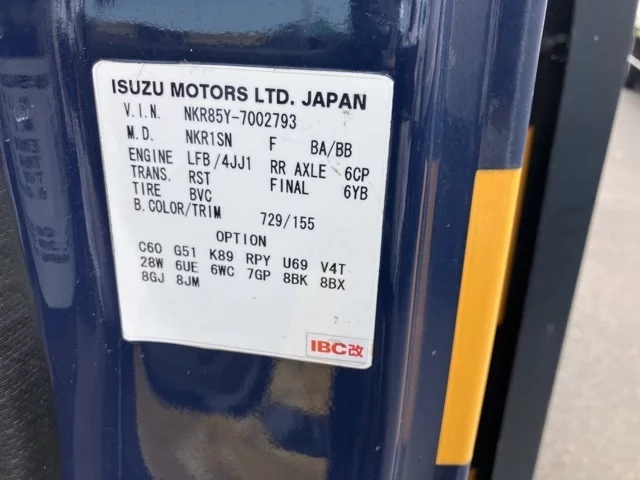 ISUZU MOTORS LTD. JAPAN
V.I.N. NKR85Y-7002793
M.D. NKR1SN F BA/BB
ENGINE LFB/4JJ1 RR AXLE 6CP
TRANS. RST FINAL 6YB
TIRE BVC
B.COLOR/TRIM 729/155
OPTION
C60 G51 K89 RPY U69 V4T
28W 6UE 6WC 7GP 8BK 8BX
8GJ 8JM
IBC改